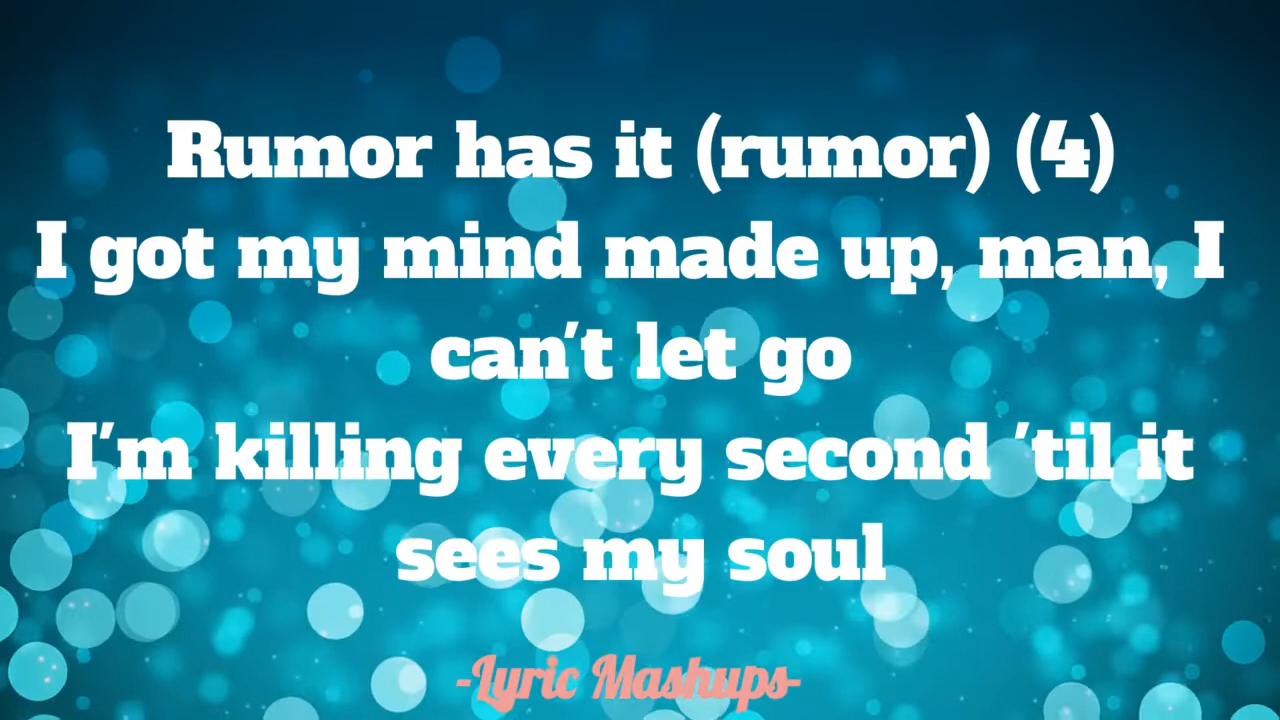 Rumor has it (rumor) (4)
I got my mind made up, man, I
can't let go
I'm killing every second 'til it
sees my soul
-Lyric Mashups-